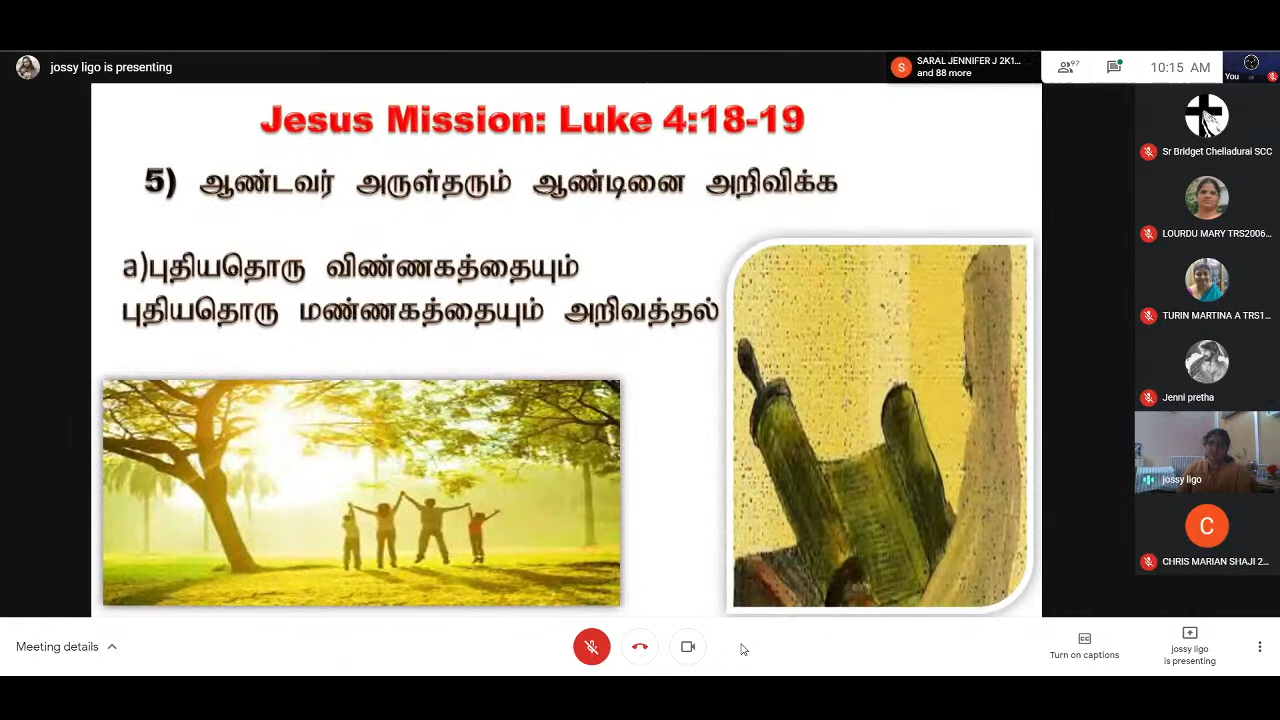 jossy ligo is presenting
SARAL JENNIFER J 2K1...
and 88 more
97
10:15 AM
You
Jesus Mission: Luke 4:18-19
5) ஆண்டவர் அருள்தரும் ஆண்டினை அறிவிக்க
a)புதியதொரு விண்ணகத்தையும்
புதியதொரு மண்ணகத்தையும் அறிவத்தல்
Sr Bridget Chelladurai SCC
LOURDU MARY TRS2006...
TURIN MARTINA A TRS1...
Jenni pretha
jossy ligo
C
CHRIS MARIAN SHAJI 2...
S
Meeting details
Turn on captions
jossy ligo
is presenting